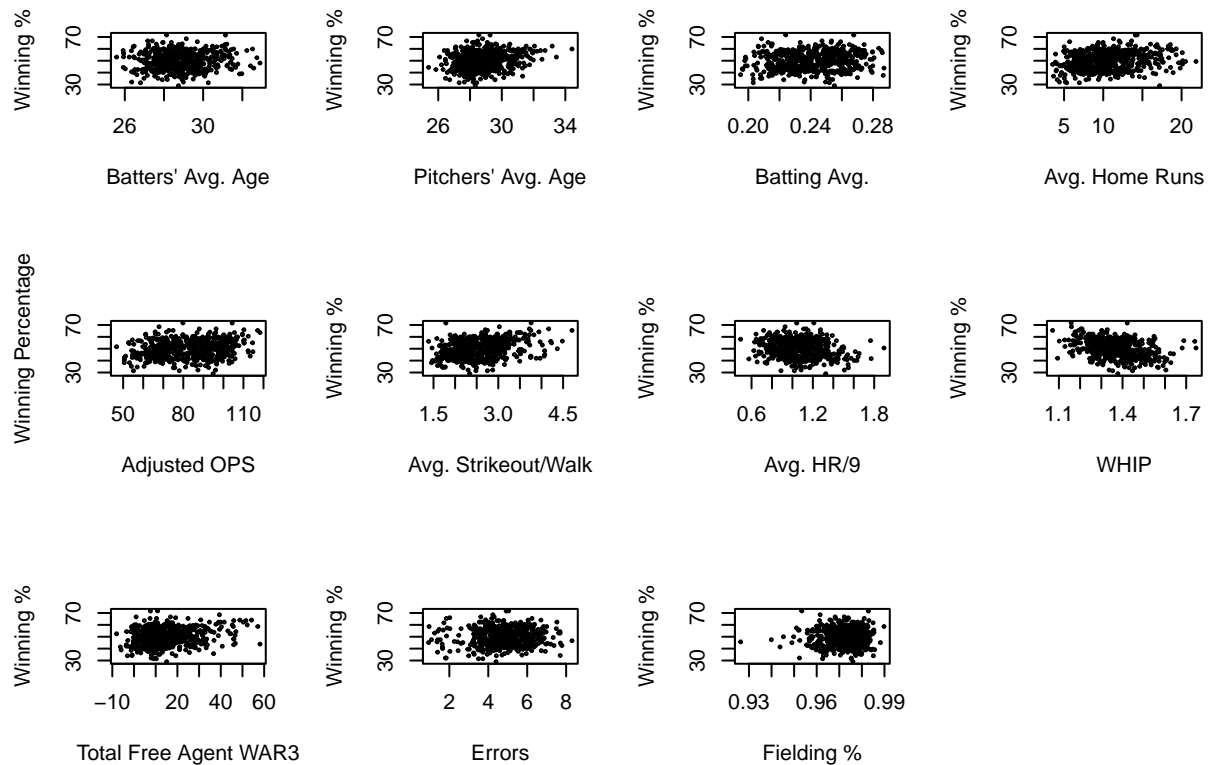 Winning %
30 70
26 30
Batters' Avg. Age
Winning %
30 70
26 30 34
Pitchers' Avg. Age
Winning %
30 70
0.20 0.24 0.28
Batting Avg.
Winning %
30 70
5 10 20
Avg. Home Runs
Winning Percentage
30 70
50 80 110
Adjusted OPS
Winning %
30 70
1.5 3.0 4.5
Avg. Strikeout/Walk
Winning %
30 70
0.6 1.2 1.8
Avg. HR/9
Winning %
30 70
1.1 1.4 1.7
WHIP
Winning %
30 70
−10 20 60
Total Free Agent WAR3
Winning %
30 70
2 4 6 8
Errors
Winning %
30 70
0.93 0.96 0.99
Fielding %